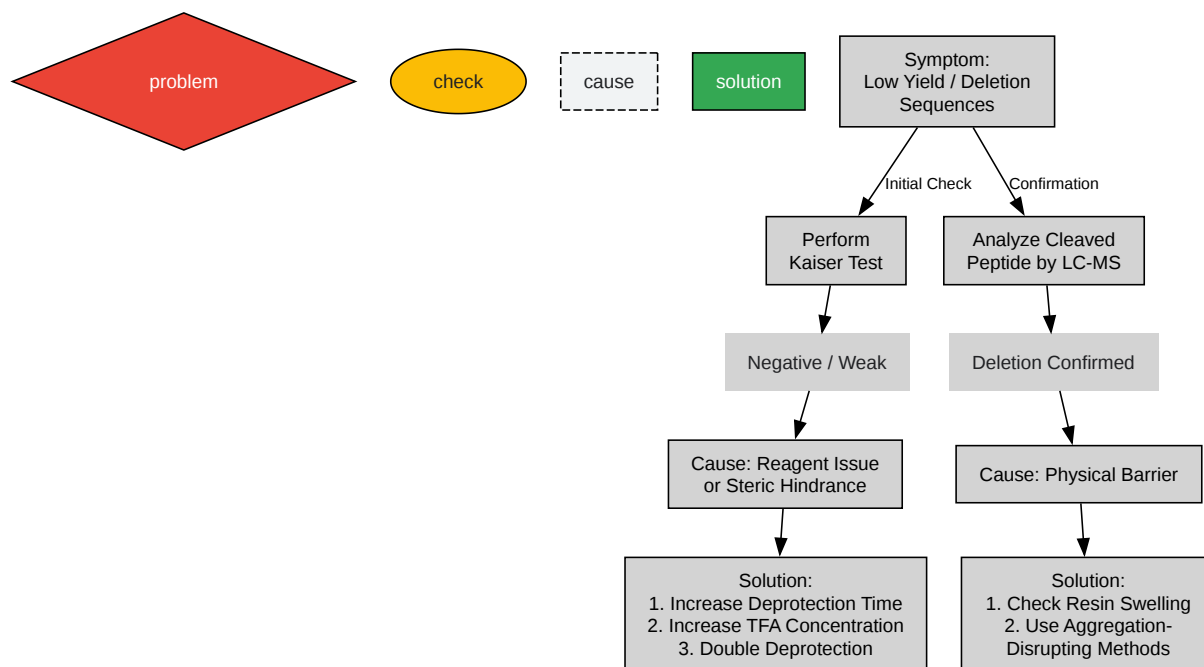 problem
check
cause
solution
Symptom:
Low Yield / Deletion
Sequences
Initial Check
Confirmation
Perform
Kaiser Test
Analyze Cleaved
Peptide by LC-MS
Negative / Weak
Deletion Confirmed
Cause: Reagent Issue
or Steric Hindrance
Cause: Physical Barrier
Solution:
1. Increase Deprotection Time
2. Increase TFA Concentration
3. Double Deprotection
Solution:
1. Check Resin Swelling
2. Use Aggregation-
Disrupting Methods